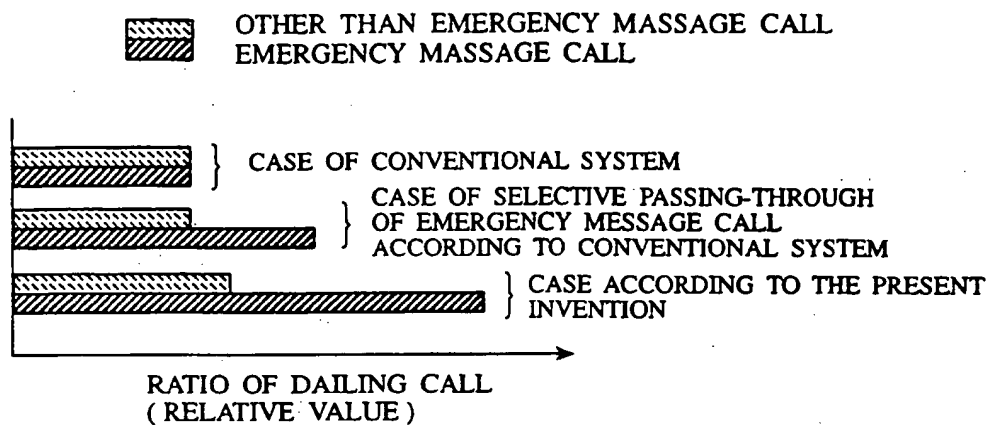 OTHER THAN EMERGENCY MASSAGE CALL
EMERGENCY MASSAGE CALL
CASE OF CONVENTIONAL SYSTEM
CASE OF SELECTIVE PASSING-THROUGH
OF EMERGENCY MESSAGE CALL
ACCORDING TO CONVENTIONAL SYSTEM
CASE ACCORDING TO THE PRESENT
INVENTION
RATIO OF DAILING CALL
( RELATIVE VALUE )